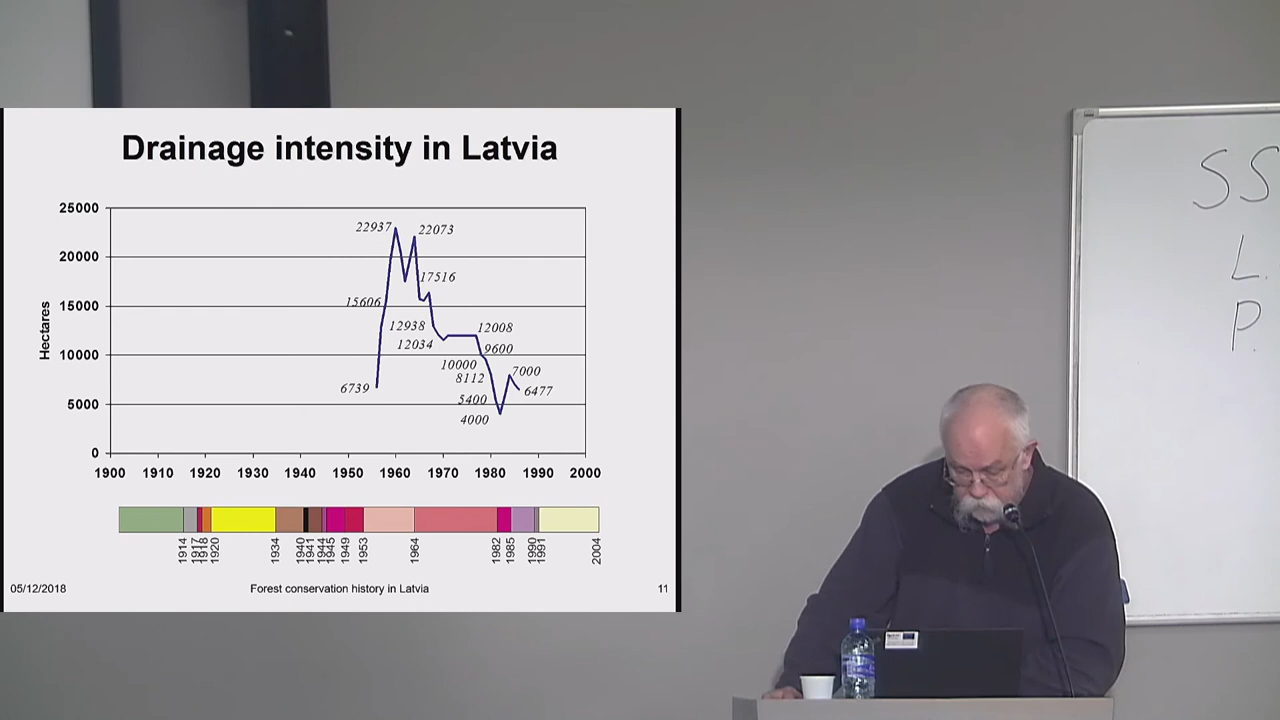 Drainage intensity in Latvia
25000
20000
15000
10000
5000
0
Hectares
22937
22073
17516
15606
12938
12034
12008
9600
10000
8112
7000
6477
5400
4000
6739
1900 1910 1920 1930 1940 1950 1960 1970 1980 1990 2000
1914 1917 1918 1920 1934 1940 1941 1944 1945 1949 1953 1964 1982 1985 1990 1991 2004
05/12/2018 Forest conservation history in Latvia 11
SS
L.
P.